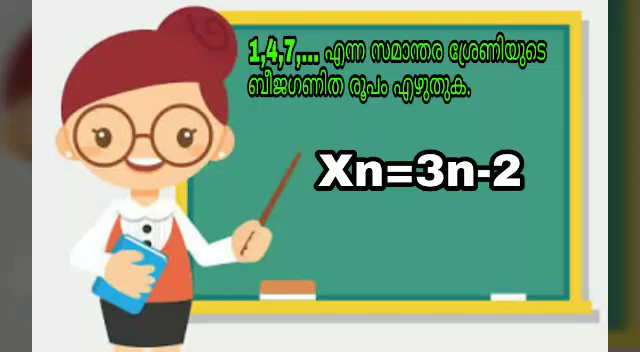 1,4,7,... എന്ന സമാന്തര ശ്രേണിയുടെ
ബീജഗണിത രൂപം എഴുതുക.
Xn=3n-2